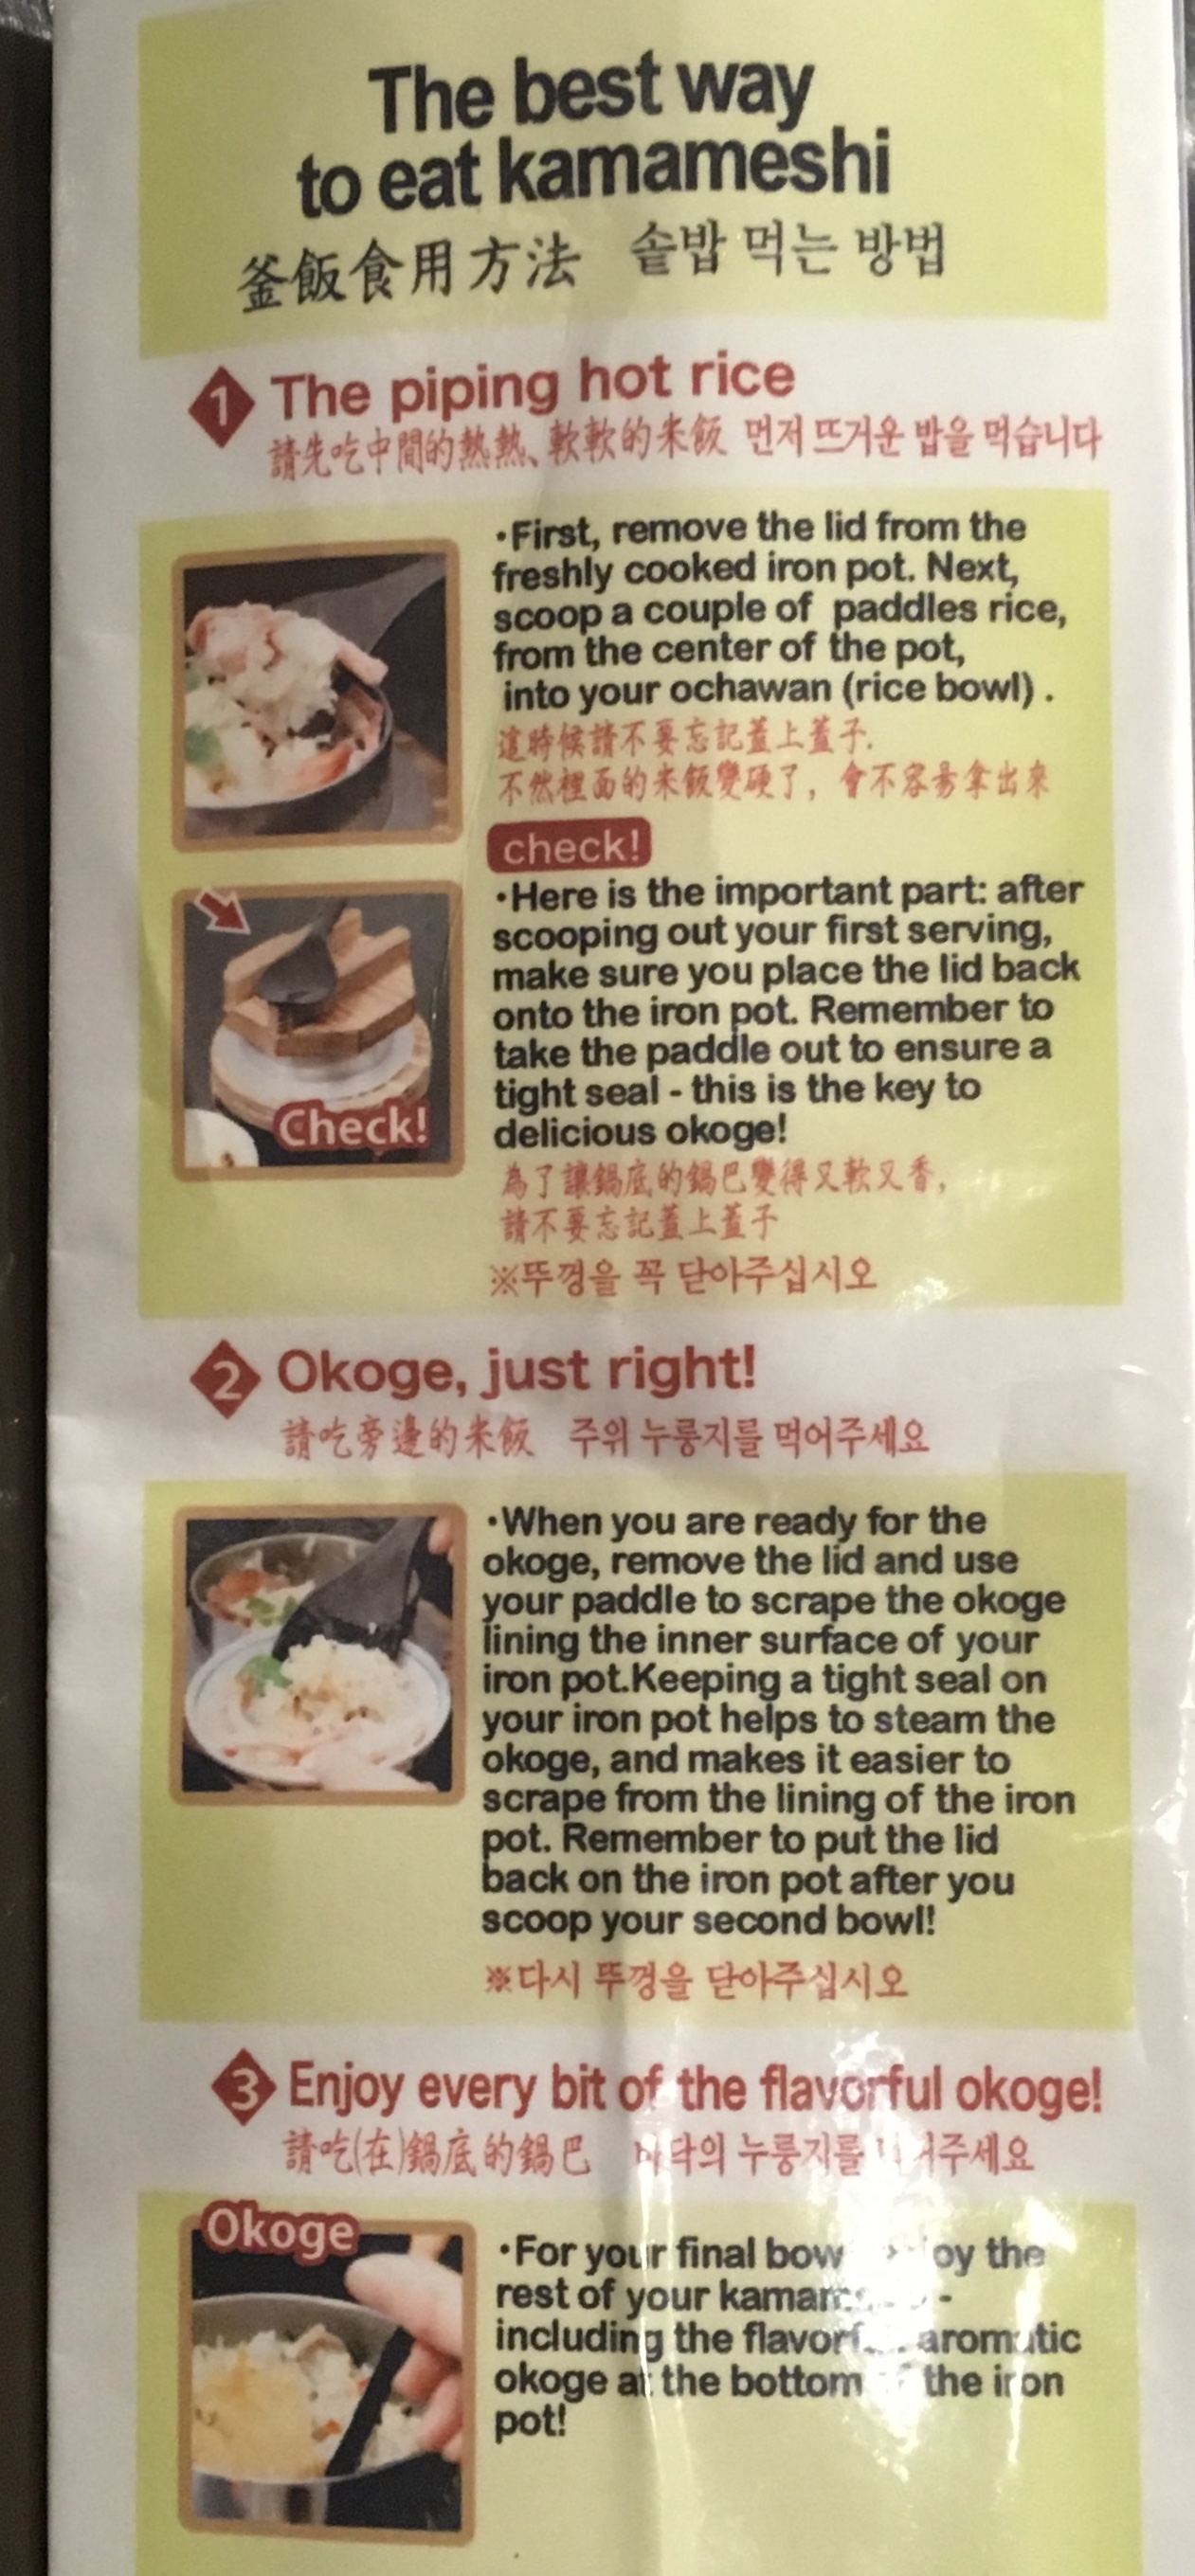 The best way
to eat kamameshi
釜飯食用方法 솥밥 먹는 방법
1 The piping hot rice
請先吃中間的熱熱、軟軟的米飯 먼저 뜨거운 밥을 먹습니다
・First, remove the lid from the
freshly cooked iron pot. Next,
scoop a couple of paddles rice,
from the center of the pot,
into your ochawan (rice bowl) .
這時候請不要忘記蓋上蓋子.
不然裡面的米飯變硬了，會不容易拿出來
check!
・Here is the important part: after
scooping out your first serving,
make sure you place the lid back
onto the iron pot. Remember to
take the paddle out to ensure a
tight seal - this is the key to
delicious okoge!
Check!
為了讓鍋底的鍋巴變得又軟又香,
請不要忘記蓋上蓋子
※뚜껑을 꼭 닫아주십시오
2 Okoge, just right!
請吃旁邊的米飯 주위 누룽지를 먹어주세요
・When you are ready for the
okoge, remove the lid and use
your paddle to scrape the okoge
lining the inner surface of your
iron pot.Keeping a tight seal on
your iron pot helps to steam the
okoge, and makes it easier to
scrape from the lining of the iron
pot. Remember to put the lid
back on the iron pot after you
scoop your second bowl!
※다시 뚜껑을 닫아주십시오
3 Enjoy every bit of the flavorful okoge!
請吃(在)鍋底的鍋巴 바닥의 누룽지를
Okoge
・For your final the
rest of your -
including the aromatic
okoge at the bottom the iron
pot!